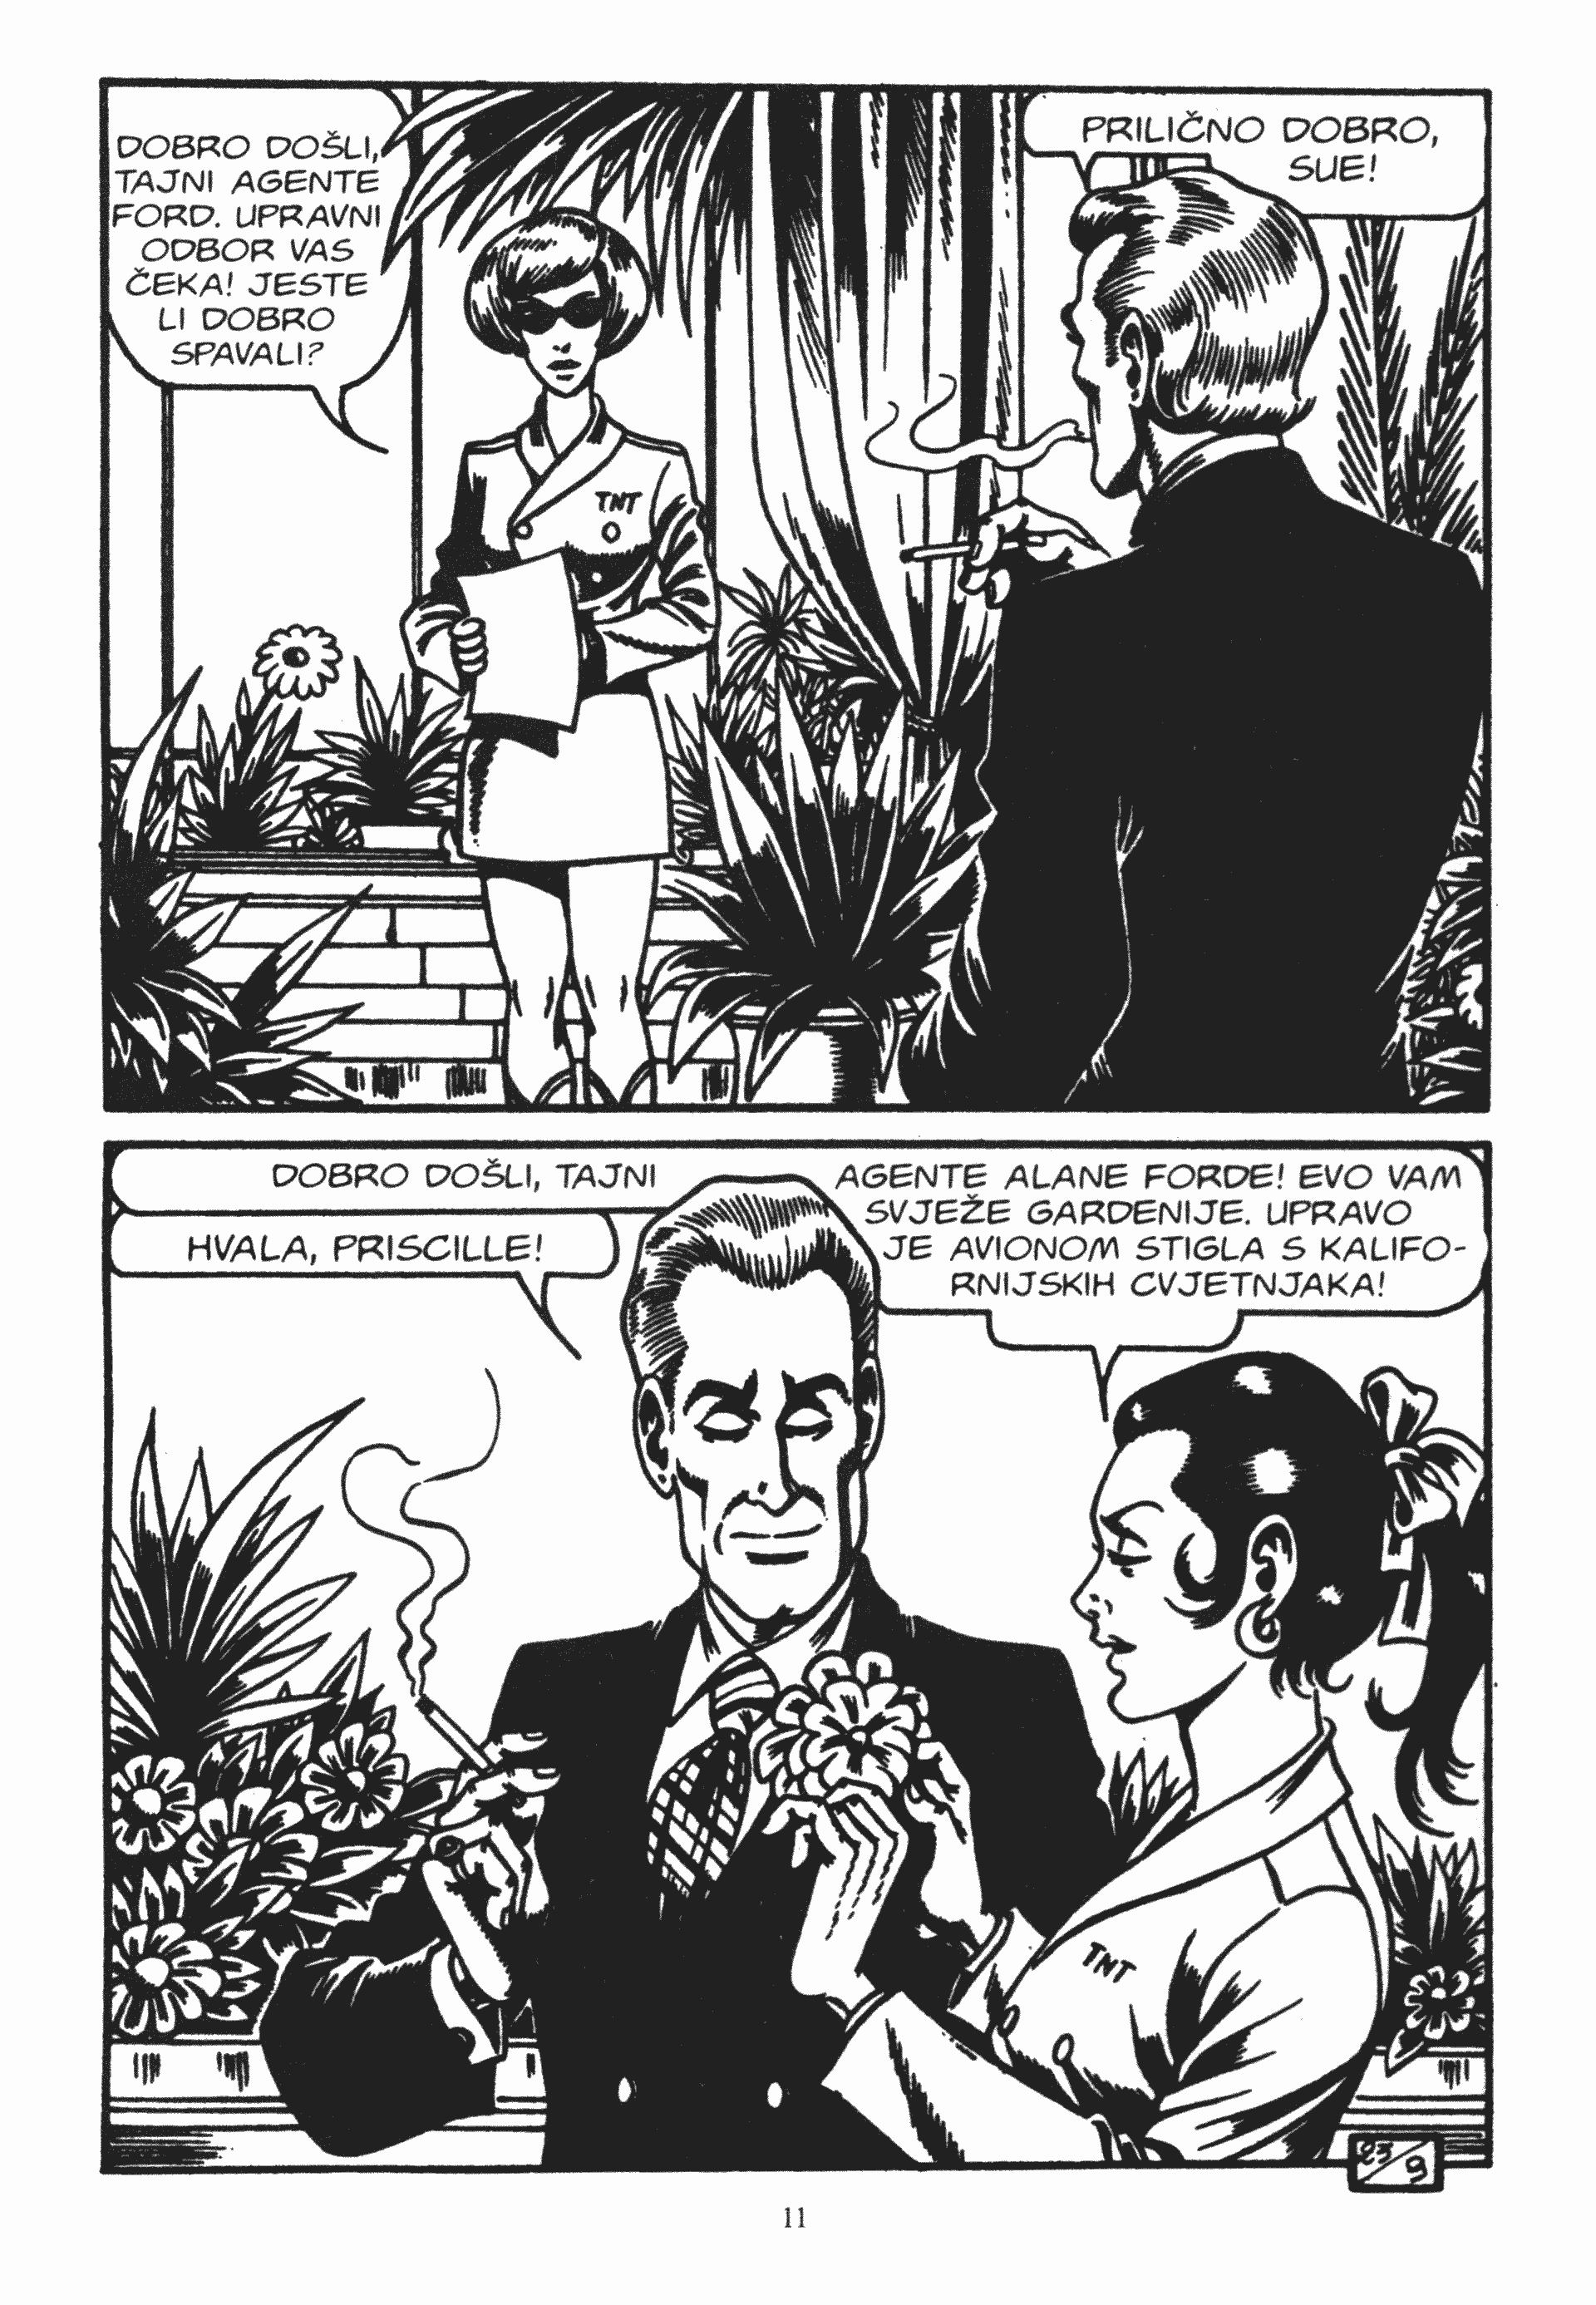 DOBRO DOŠLI,
TAJNI AGENTE
FORD. UPRAVNI
ODBOR VAS
ČEKA! JESTE
LI DOBRO
SPAVALI?
PRILIČNO DOBRO,
SUE!
TNT
DOBRO DOŠLI, TAJNI
AGENTE ALANE FORDE! EVO VAM
SVJEŽE GARDENIJE. UPRAVO
JE AVIONOM STIGLA S KALIFO-
RNIJSKIH CVJETNJAKA!
HVALA, PRISCILLE!
TNT
23/9
11